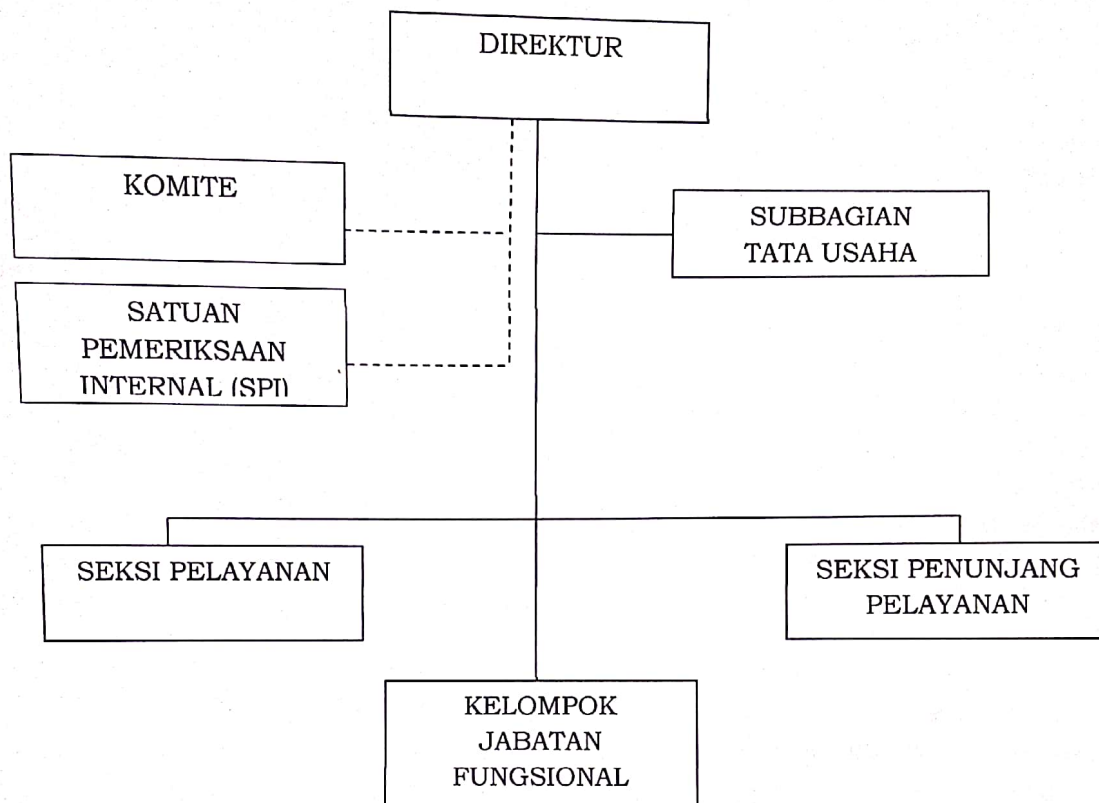 DIREKTUR
KOMITE
SUBBAGIAN
TATA USAHA
SATUAN
PEMERIKSAAN
INTERNAL (SPI)
SEKSI PELAYANAN
SEKSI PENUNJANG
PELAYANAN
KELOMPOK
JABATAN
FUNGSIONAL